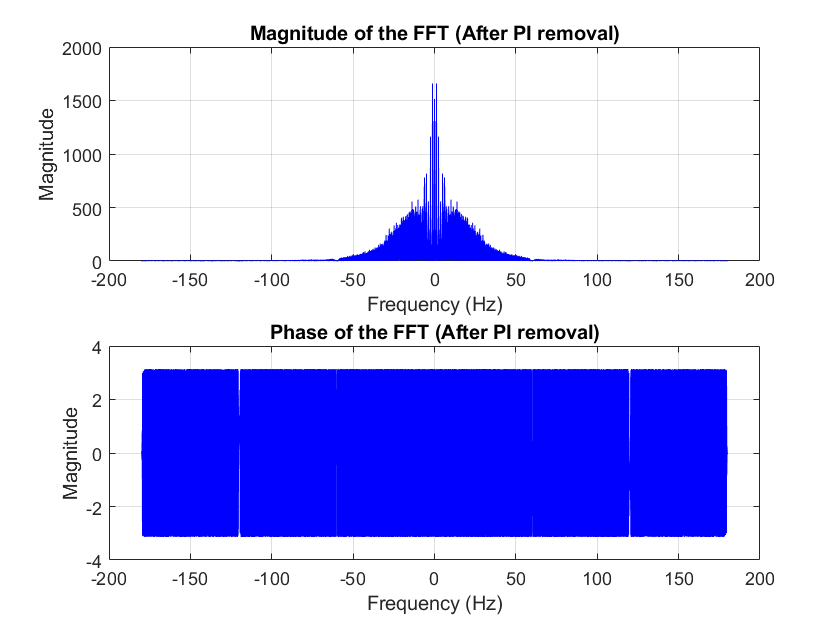 Magnitude of the FFT (After PI removal)
2000
1500
1000
500
0
Magnitude
-200 -150 -100 -50 0 50 100 150 200
Frequency (Hz)
Phase of the FFT (After PI removal)
4
2
0
-2
-4
Magnitude
-200 -150 -100 -50 0 50 100 150 200
Frequency (Hz)